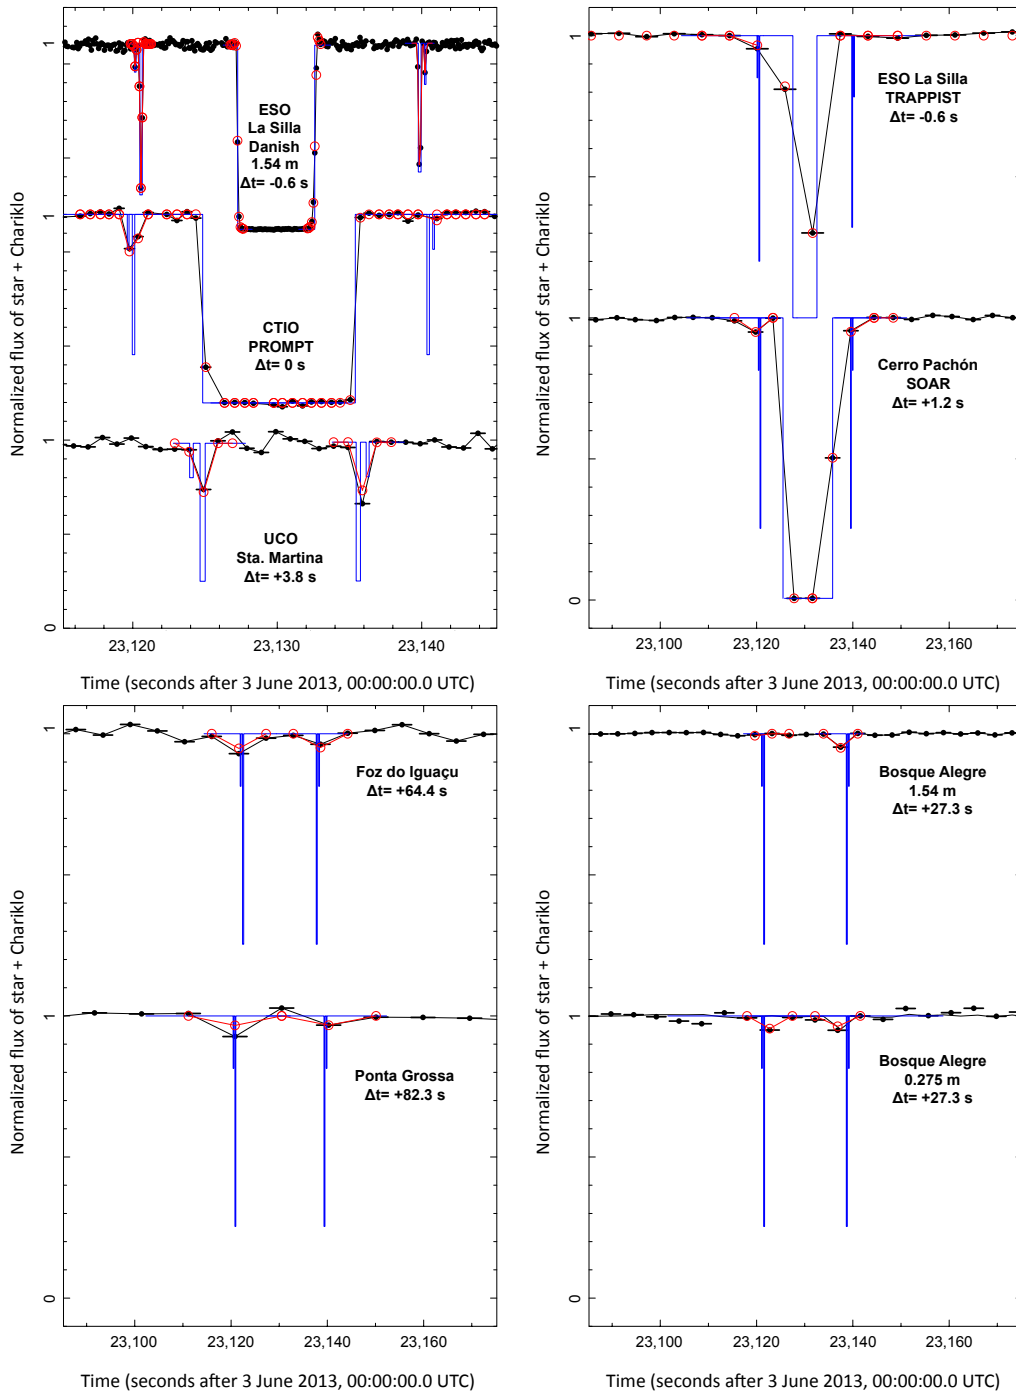 Normalized flux of star + Chariklo
1
1
1
0
ESO
La Silla
Danish
1.54 m
Δt= -0.6 s
CTIO
PROMPT
Δt= 0 s
UCO
Sta. Martina
Δt= +3.8 s
23,120
23,130
23,140
Time (seconds after 3 June 2013, 00:00:00.0 UTC)
Normalized flux of star + Chariklo
1
1
0
ESO La Silla
TRAPPIST
Δt= -0.6 s
Cerro Pachón
SOAR
Δt= +1.2 s
23,100
23,120
23,140
23,160
Time (seconds after 3 June 2013, 00:00:00.0 UTC)
Normalized flux of star + Chariklo
1
1
0
Foz do Iguaçu
Δt= +64.4 s
Ponta Grossa
Δt= +82.3 s
23,100
23,120
23,140
23,160
Time (seconds after 3 June 2013, 00:00:00.0 UTC)
Normalized flux of star + Chariklo
1
1
0
Bosque Alegre
1.54 m
Δt= +27.3 s
Bosque Alegre
0.275 m
Δt= +27.3 s
23,100
23,120
23,140
23,160
Time (seconds after 3 June 2013, 00:00:00.0 UTC)